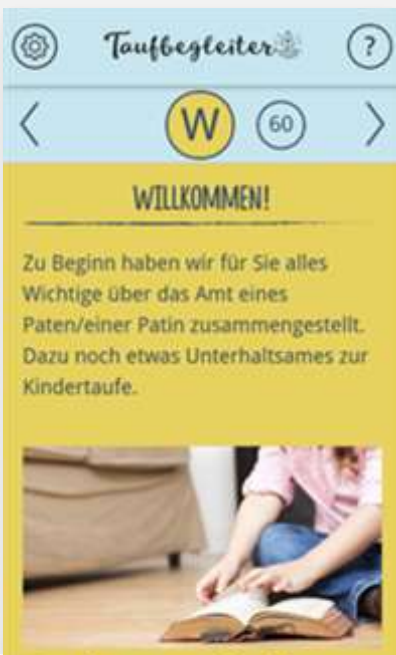 Taufbegleiter
?
W 60
WILLKOMMEN!
Zu Beginn haben wir für Sie alles
Wichtige über das Amt eines
Paten/einer Patin zusammengestellt.
Dazu noch etwas Unterhaltsames zur
Kindertaufe.